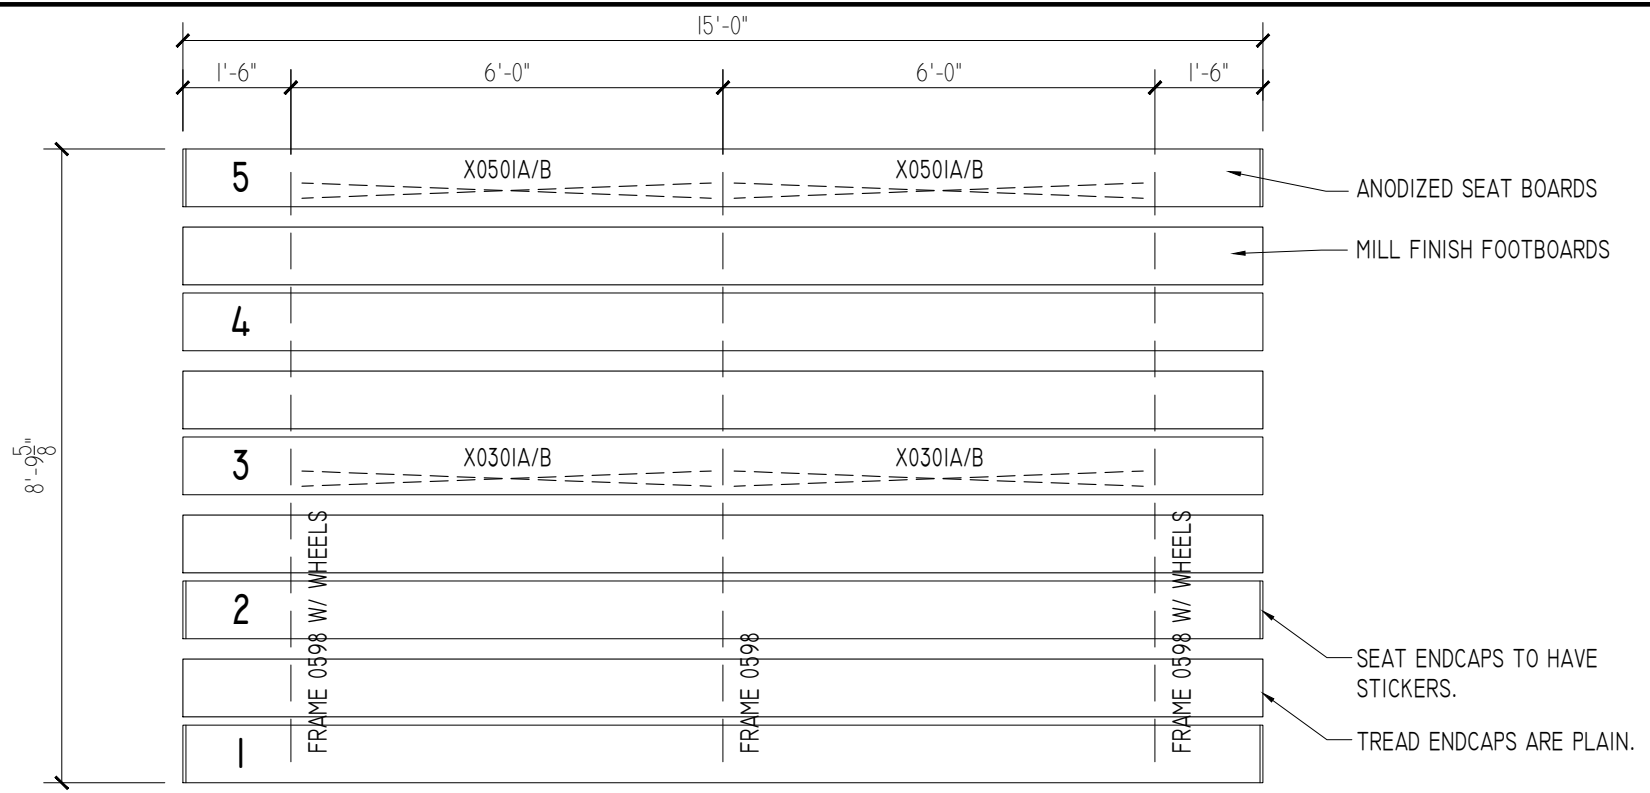 15'-0"
1'-6"
6'-0"
6'-0"
1'-6"
5
X0501A/B
X0501A/B
ANODIZED SEAT BOARDS
MILL FINISH FOOTBOARDS
4
8'-9 5/8"
3
X0301A/B
X0301A/B
2
FRAME 0598 W/ WHEELS
FRAME 0598
FRAME 0598 W/ WHEELS
SEAT ENDCAPS TO HAVE
STICKERS.
1
TREAD ENDCAPS ARE PLAIN.